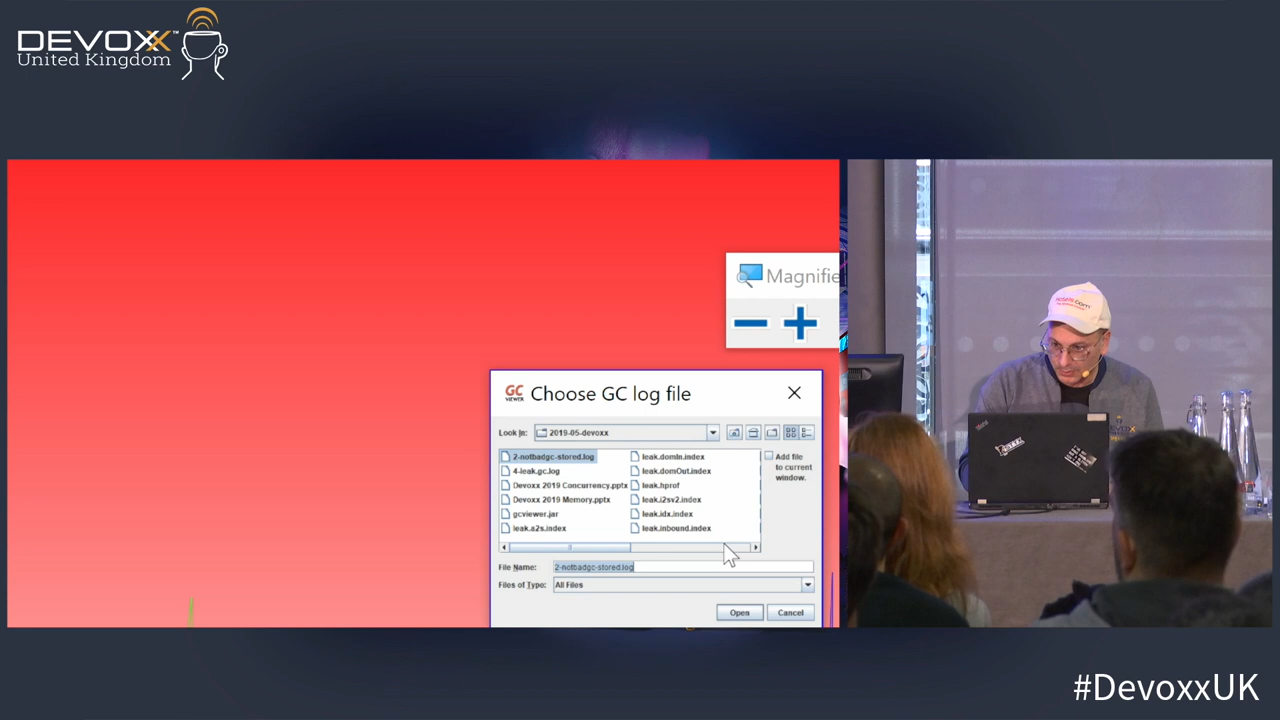 DEVOXX™
United Kingdom
Magnifie
GC
VIEWER
Choose GC log file
Look In:
2019-05-devoxx
2-notbadgc-stored.log
4-leak.gc.log
Devoxx 2019 Concurrency.pptx
Devoxx 2019 Memory.pptx
gcviewer.jar
leak.a2s.index
leak.domIn.index
leak.domOut.index
leak.hprof
leak.i2sv2.index
leak.idx.index
leak.inbound.index
Add file
to current
window.
File Name:
2-notbadgc-stored.log
Files of Type:
All Files
Open
Cancel
DEVOXX
#DevoxxUK